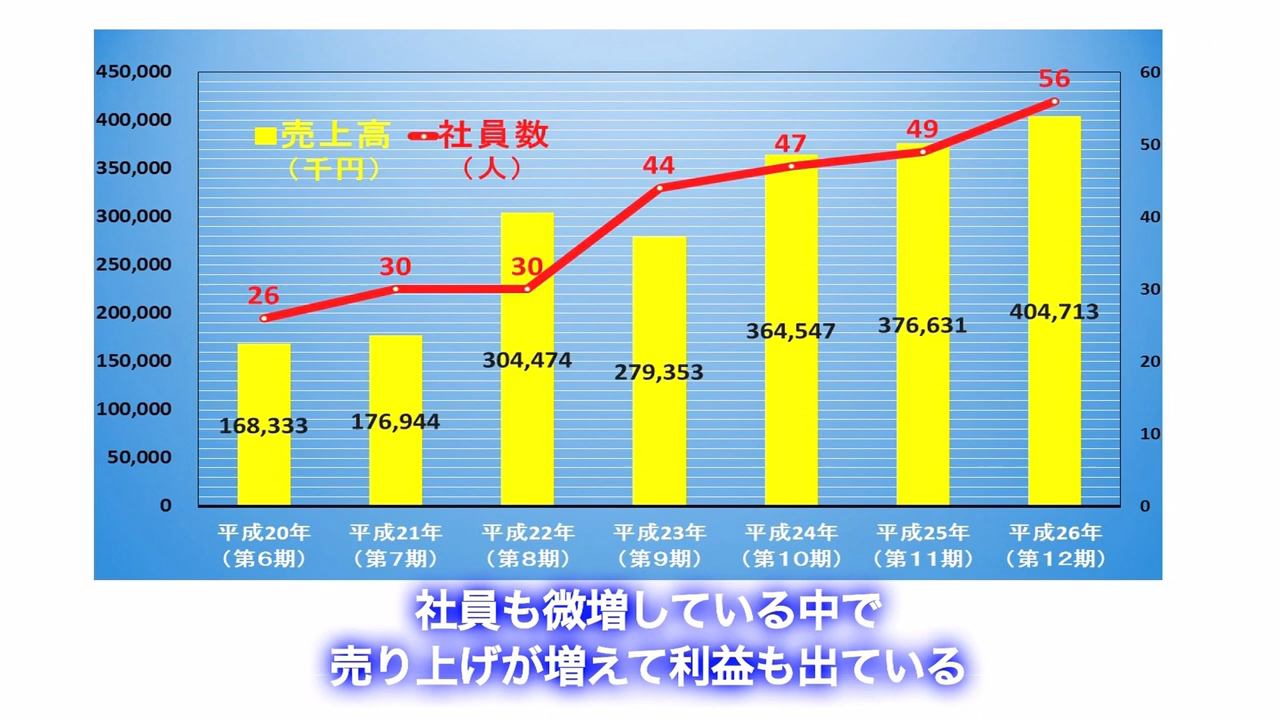 450,000
400,000
350,000
300,000
250,000
200,000
150,000
100,000
50,000
0
売上高
（千円）
社員数
（人）
60
50
40
30
20
10
0
26
30
30
44
47
49
56
168,333
176,944
304,474
279,353
364,547
376,631
404,713
平成20年
（第6期）
平成21年
（第7期）
平成22年
（第8期）
平成23年
（第9期）
平成24年
（第10期）
平成25年
（第11期）
平成26年
（第12期）
社員も微増している中で
売り上げが増えて利益も出ている